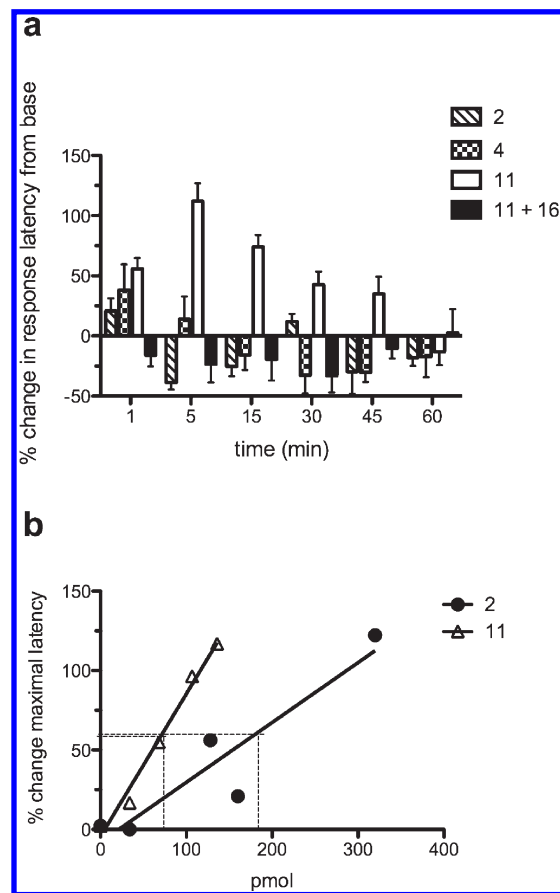 a
% change in response latency from base
2
4
11
11 + 16
150
100
50
0
-50
1 5 15 30 45 60
time (min)
b
% change maximal latency
2
11
150
100
50
0
0 100 200 300 400
pmol